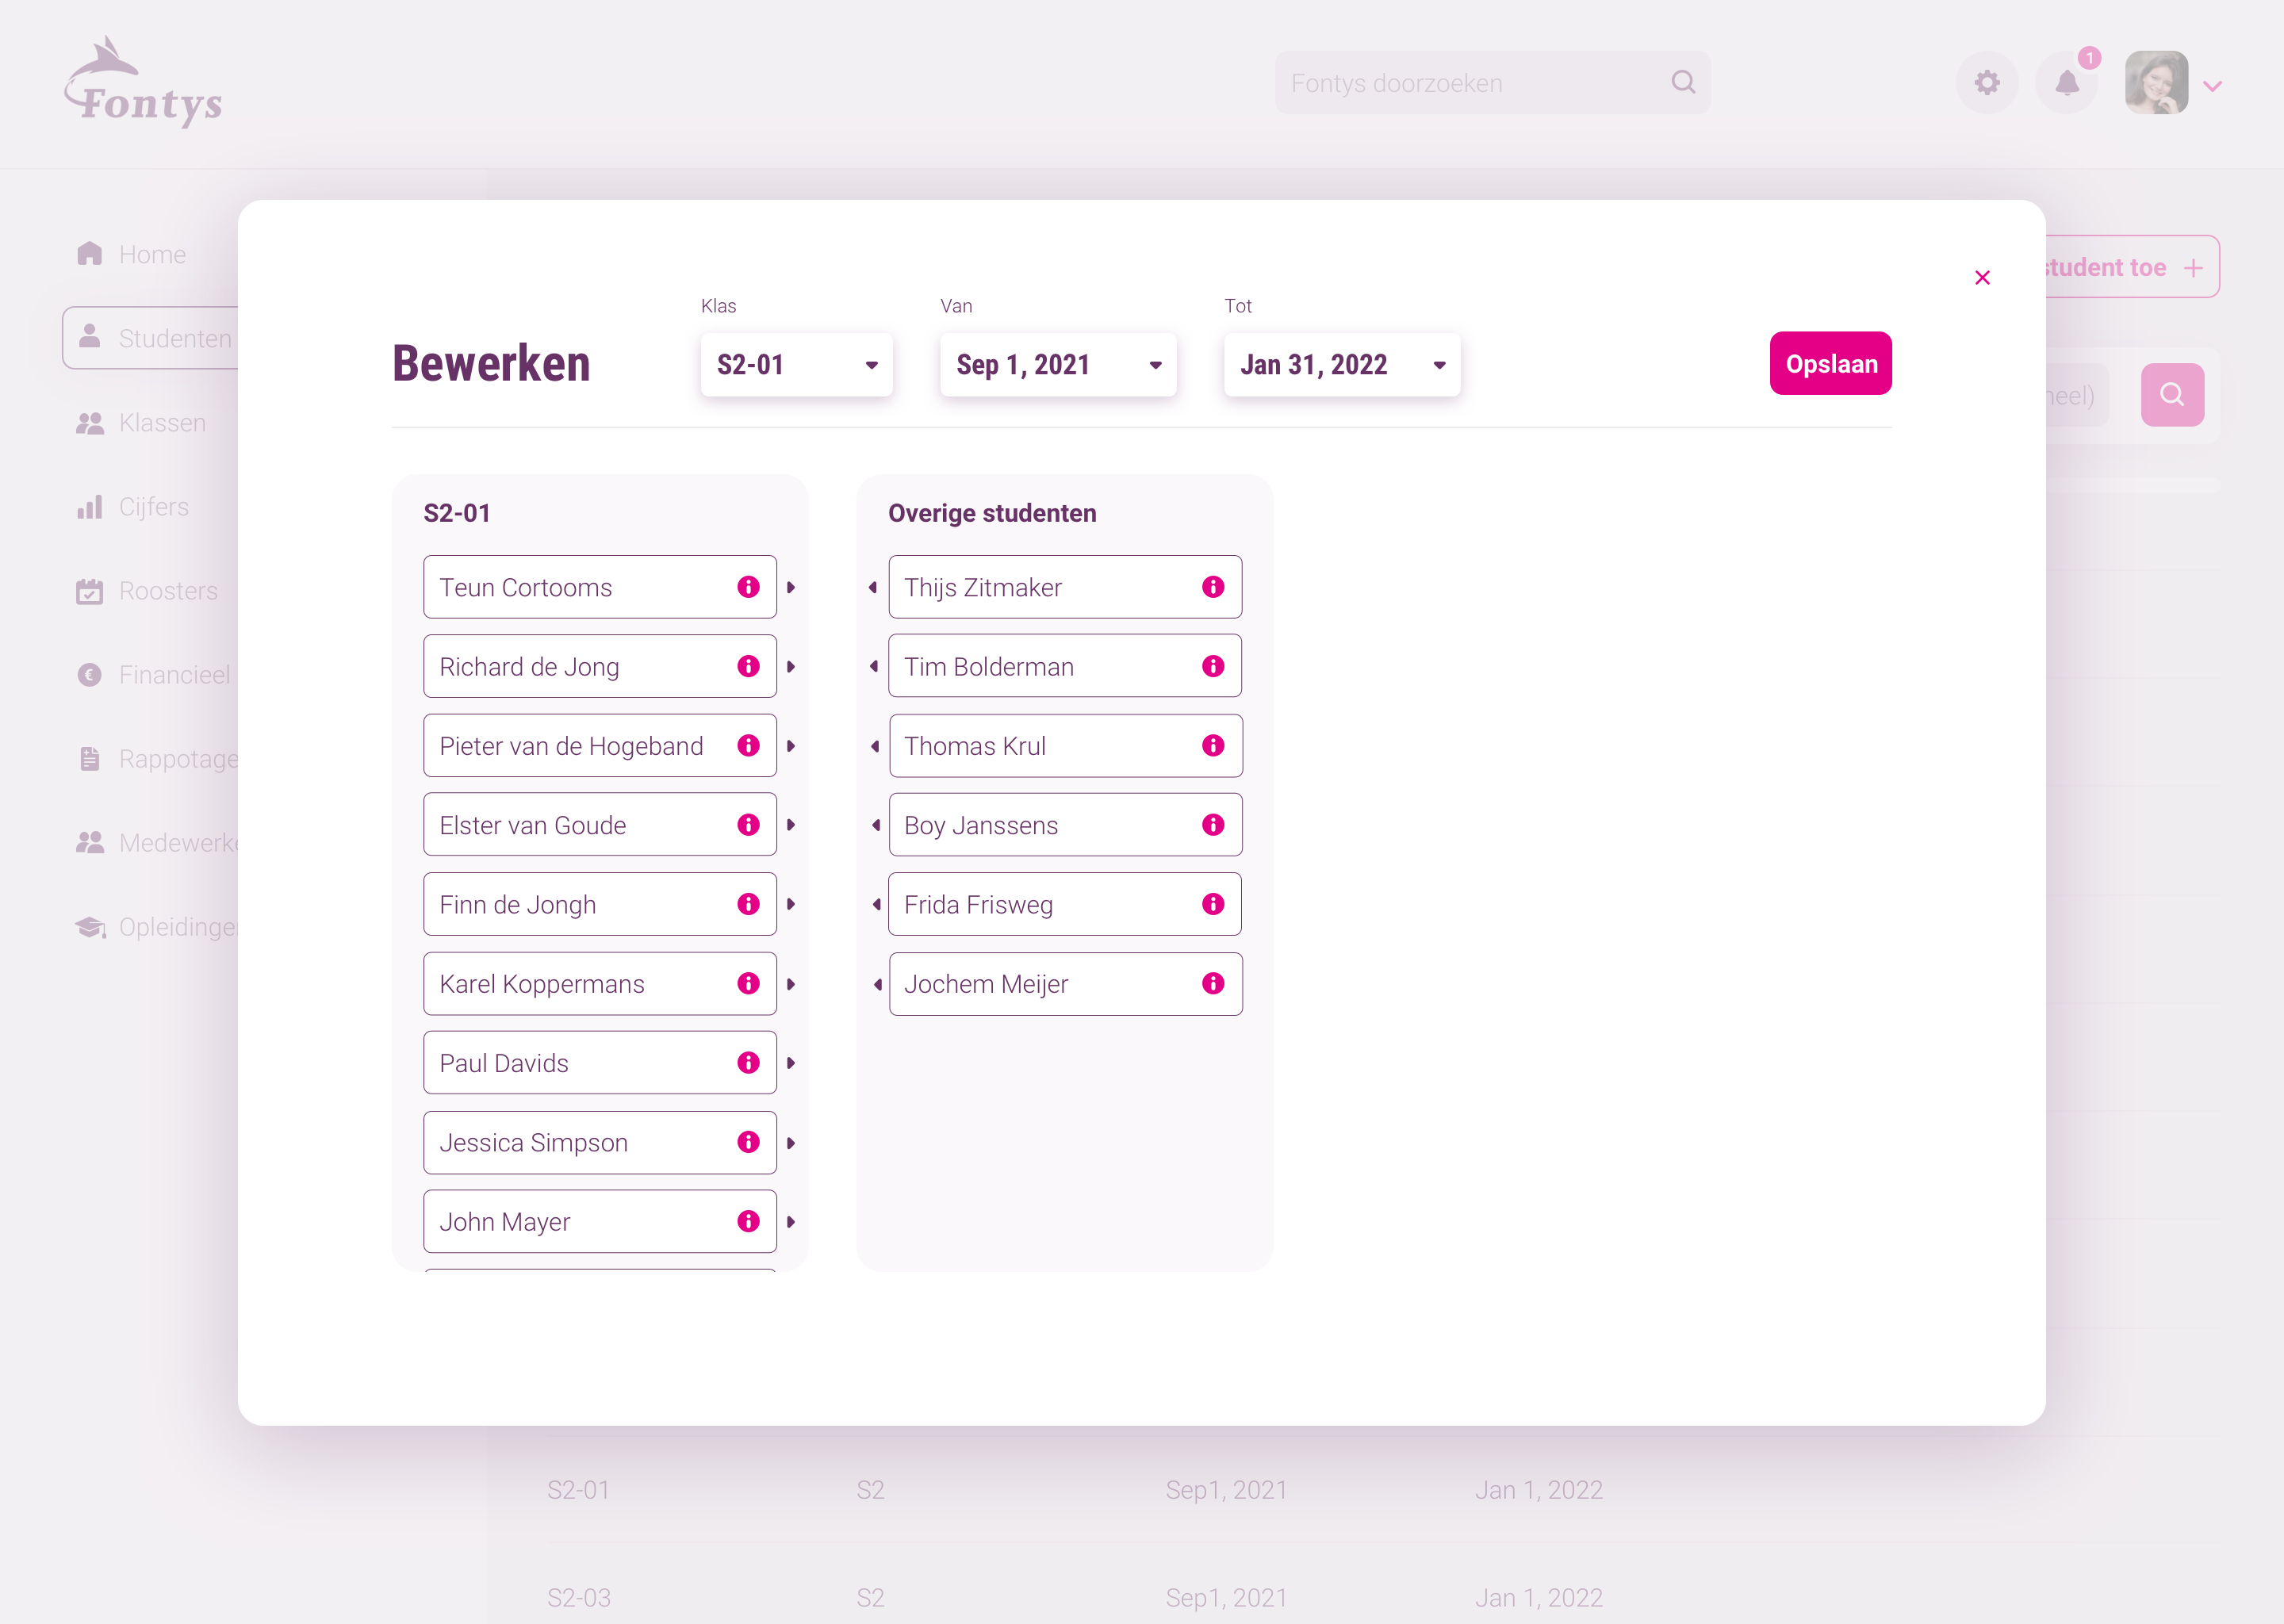 Fontys
Fontys doorzoeken
1
Home
Studenten
Klassen
Cijfers
Roosters
Financieel
Rappotage
Medewerke
Opleidinge
student toe
heel)
Klas
Van
Tot
Bewerken
S2-01
Sep 1, 2021
Jan 31, 2022
Opslaan
S2-01
Teun Cortooms
Richard de Jong
Pieter van de Hogeband
Elster van Goude
Finn de Jongh
Karel Koppermans
Paul Davids
Jessica Simpson
John Mayer
Overige studenten
Thijs Zitmaker
Tim Bolderman
Thomas Krul
Boy Janssens
Frida Frisweg
Jochem Meijer
S2-01 S2 Sep1, 2021 Jan 1, 2022
S2-03 S2 Sep1, 2021 Jan 1, 2022